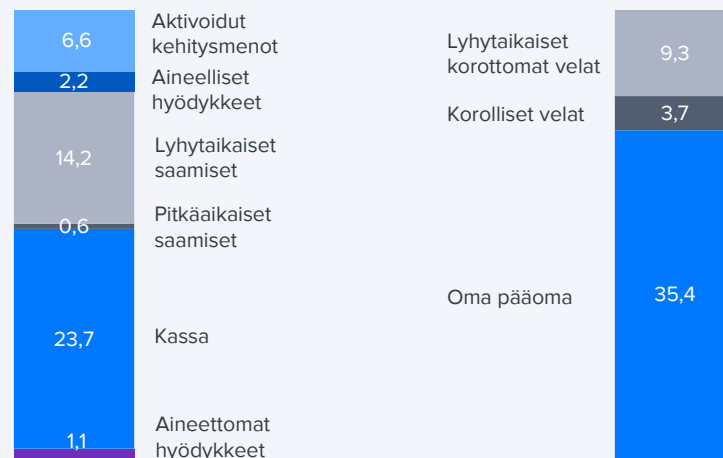 6,6
Aktivoidut
kehitysmenot
2,2
Aineelliset
hyödykkeet
14,2
Lyhytaikaiset
saamiset
0,6
Pitkäaikaiset
saamiset
23,7
Kassa
1,1
Aineettomat
hyödykkeet
Lyhytaikaiset
korottomat velat
9,3
Korolliset velat
3,7
Oma pääoma
35,4